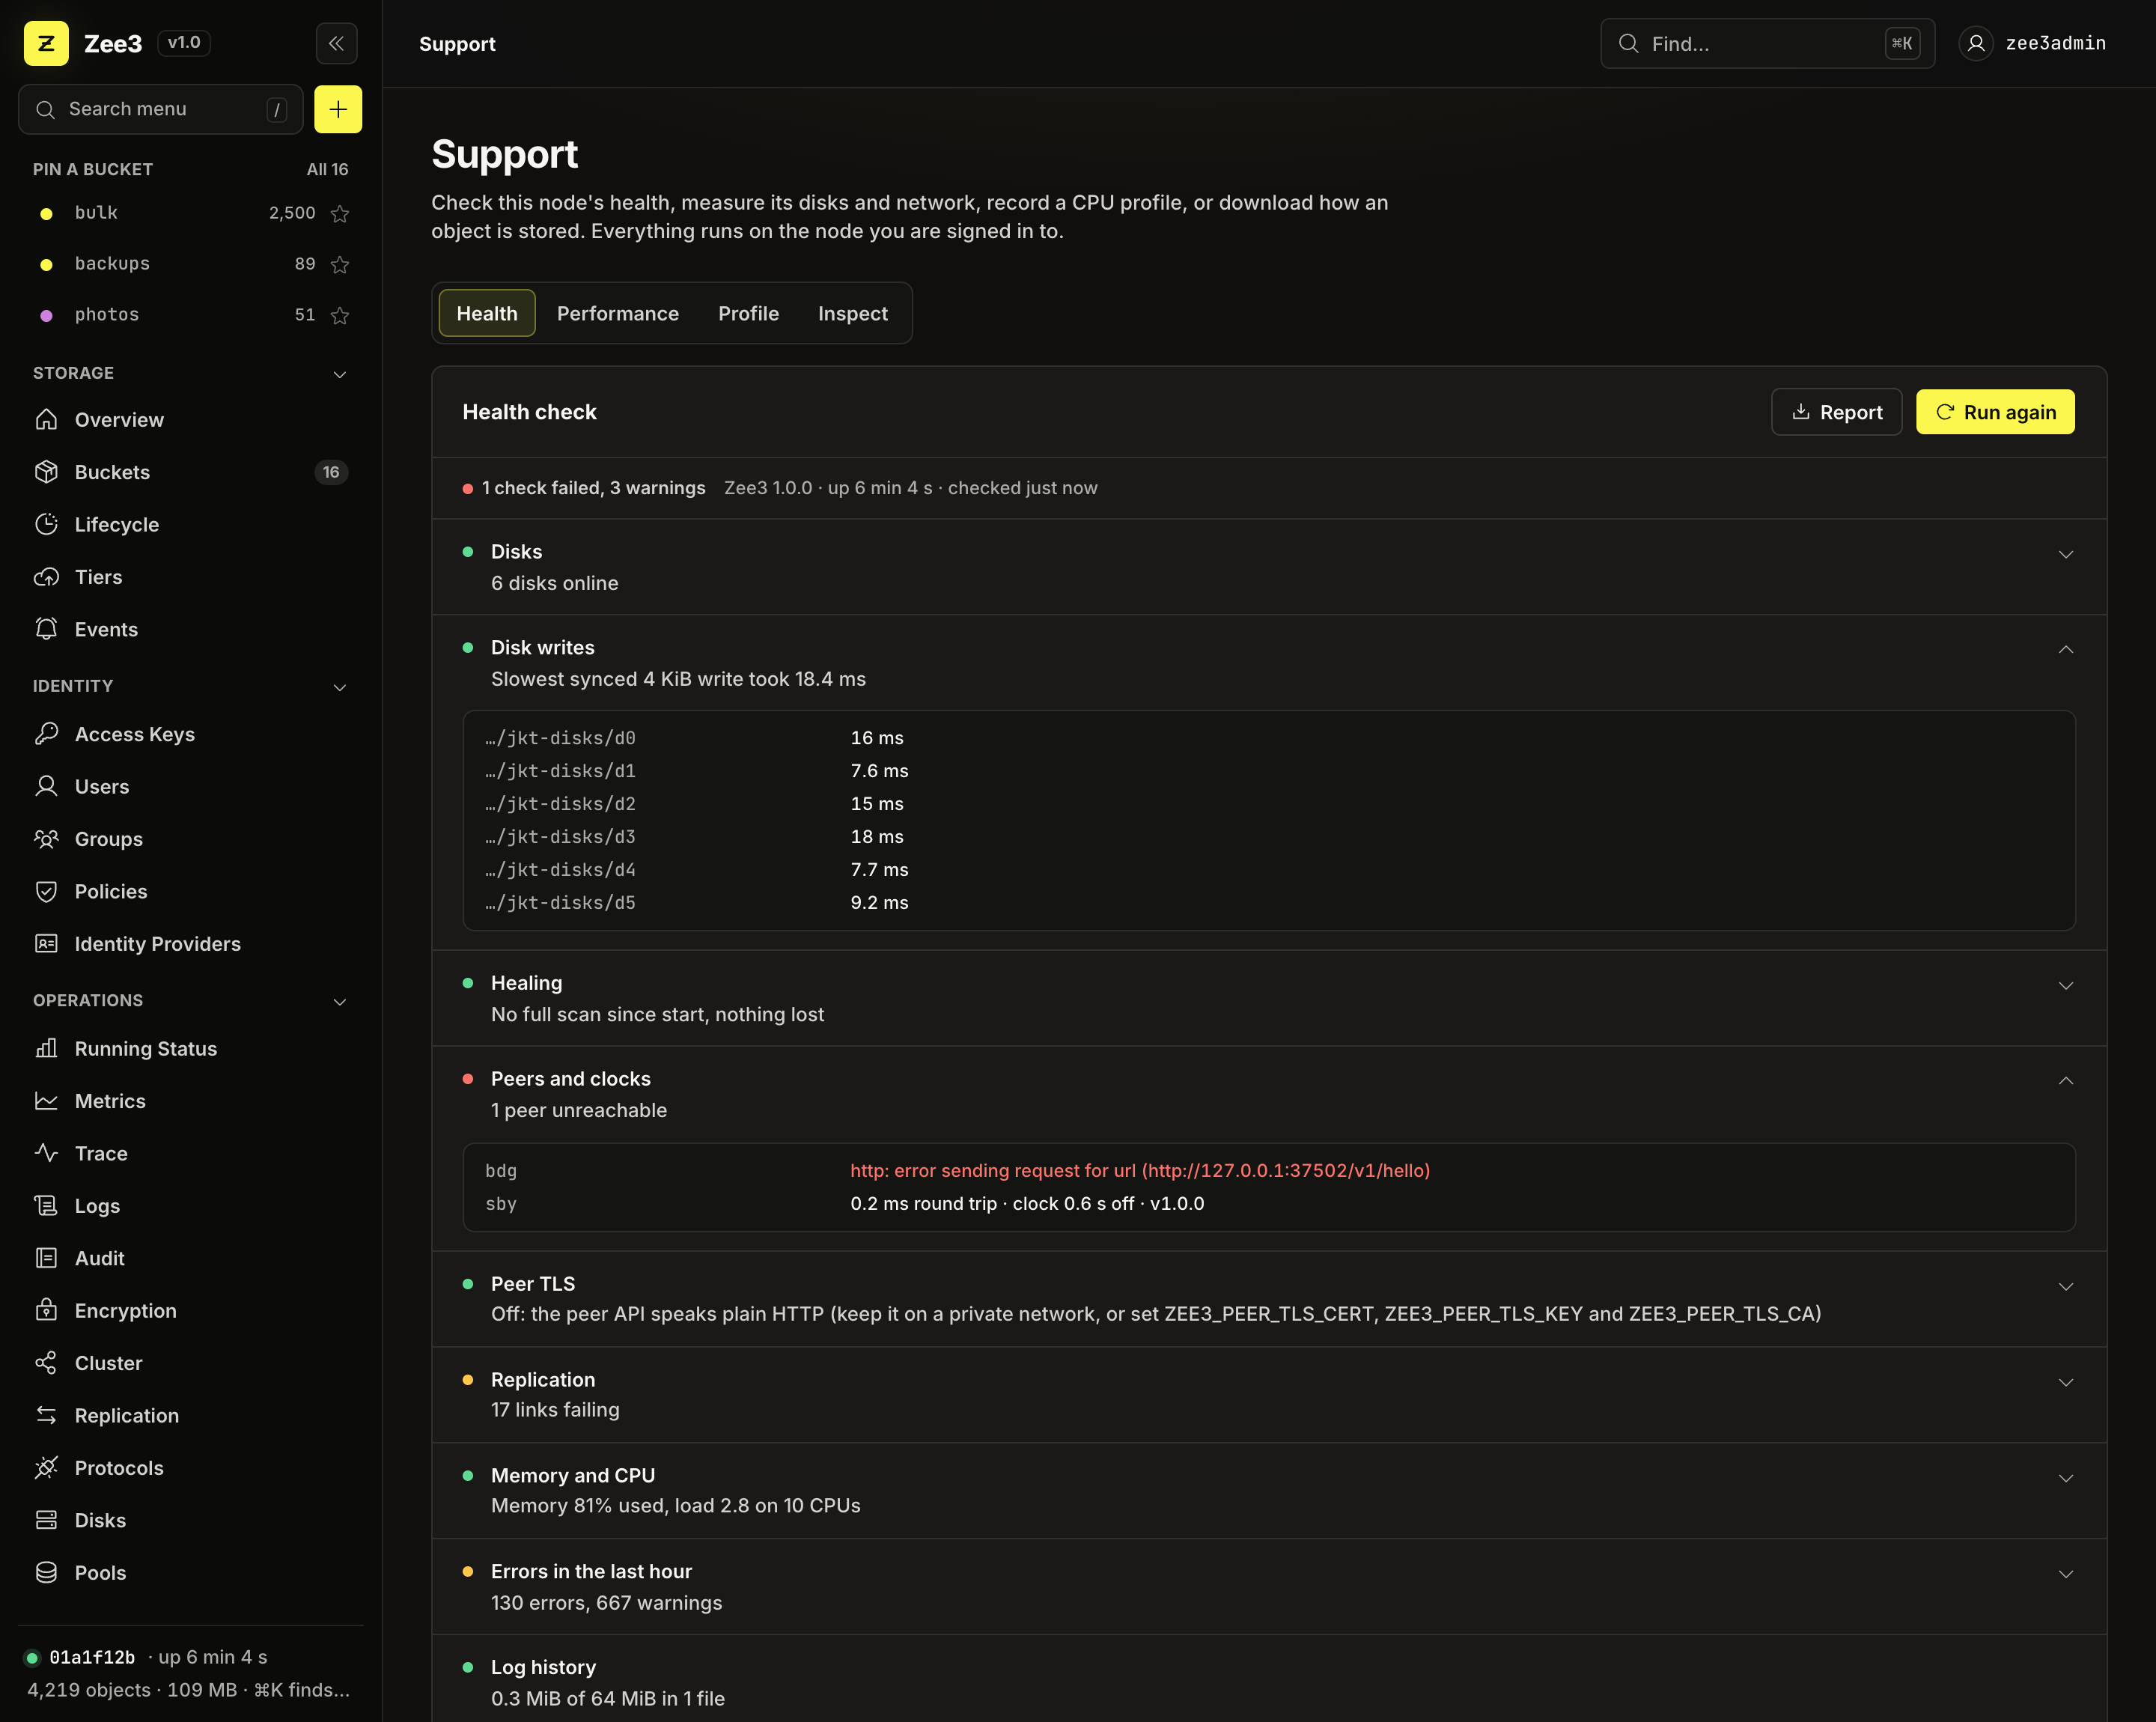 Zee3 v1.0
Search menu /
PIN A BUCKET All 16
bulk 2,500
backups 89
photos 51
STORAGE
Overview
Buckets 16
Lifecycle
Tiers
Events
IDENTITY
Access Keys
Users
Groups
Policies
Identity Providers
OPERATIONS
Running Status
Metrics
Trace
Logs
Audit
Encryption
Cluster
Replication
Protocols
Disks
Pools
01a1f12b · up 6 min 4 s
4,219 objects · 109 MB · ⌘K finds...
Support
Find... ⌘K
zee3admin
Support
Check this node's health, measure its disks and network, record a CPU profile, or download how an
object is stored. Everything runs on the node you are signed in to.
Health Performance Profile Inspect
Health check
Report
Run again
1 check failed, 3 warnings Zee3 1.0.0 · up 6 min 4 s · checked just now
Disks
6 disks online
Disk writes
Slowest synced 4 KiB write took 18.4 ms
…/jkt-disks/d0 16 ms
…/jkt-disks/d1 7.6 ms
…/jkt-disks/d2 15 ms
…/jkt-disks/d3 18 ms
…/jkt-disks/d4 7.7 ms
…/jkt-disks/d5 9.2 ms
Healing
No full scan since start, nothing lost
Peers and clocks
1 peer unreachable
bdg http: error sending request for url (http://127.0.0.1:37502/v1/hello)
sby 0.2 ms round trip · clock 0.6 s off · v1.0.0
Peer TLS
Off: the peer API speaks plain HTTP (keep it on a private network, or set ZEE3_PEER_TLS_CERT, ZEE3_PEER_TLS_KEY and ZEE3_PEER_TLS_CA)
Replication
17 links failing
Memory and CPU
Memory 81% used, load 2.8 on 10 CPUs
Errors in the last hour
130 errors, 667 warnings
Log history
0.3 MiB of 64 MiB in 1 file